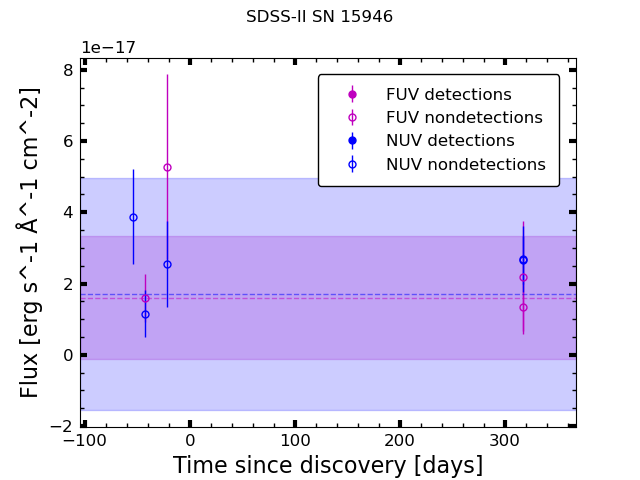 SDSS-II SN 15946
1e−17
8
6
4
2
0
−2
−100
0
100
200
300
Flux [erg s^-1 Å^-1 cm^-2]
Time since discovery [days]
FUV detections
FUV nondetections
NUV detections
NUV nondetections